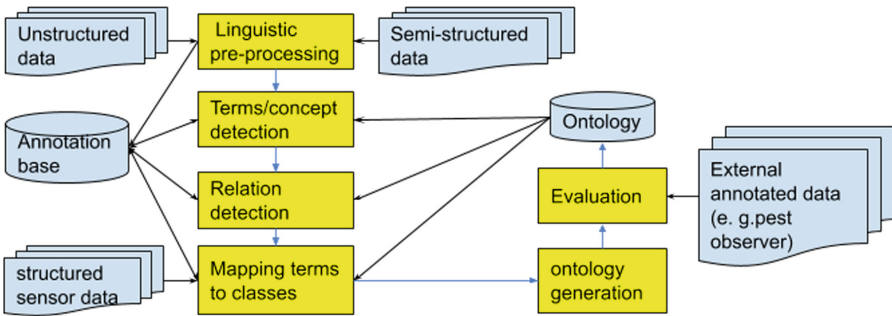 Unstructured
data
Linguistic
pre-processing
Semi-structured
data
Terms/concept
detection
Ontology
Annotation
base
Relation
detection
Evaluation
External
annotated data
(e. g.pest
observer)
structured
sensor data
Mapping terms
to classes
ontology
generation